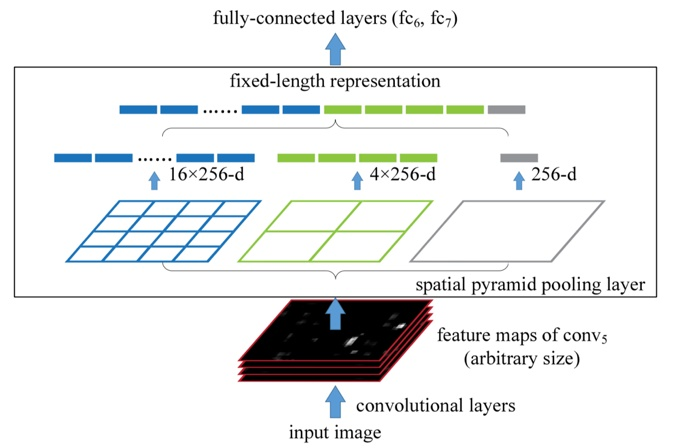 fully-connected layers (fc₆, fc₇)
fixed-length representation
16×256-d
4×256-d
256-d
spatial pyramid pooling layer
feature maps of conv₅
(arbitrary size)
convolutional layers
input image